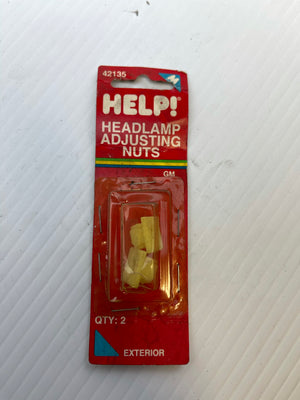 42135
HELP!
HEADLAMP
ADJUSTING
NUTS
GM
QTY: 2
EXTERIOR